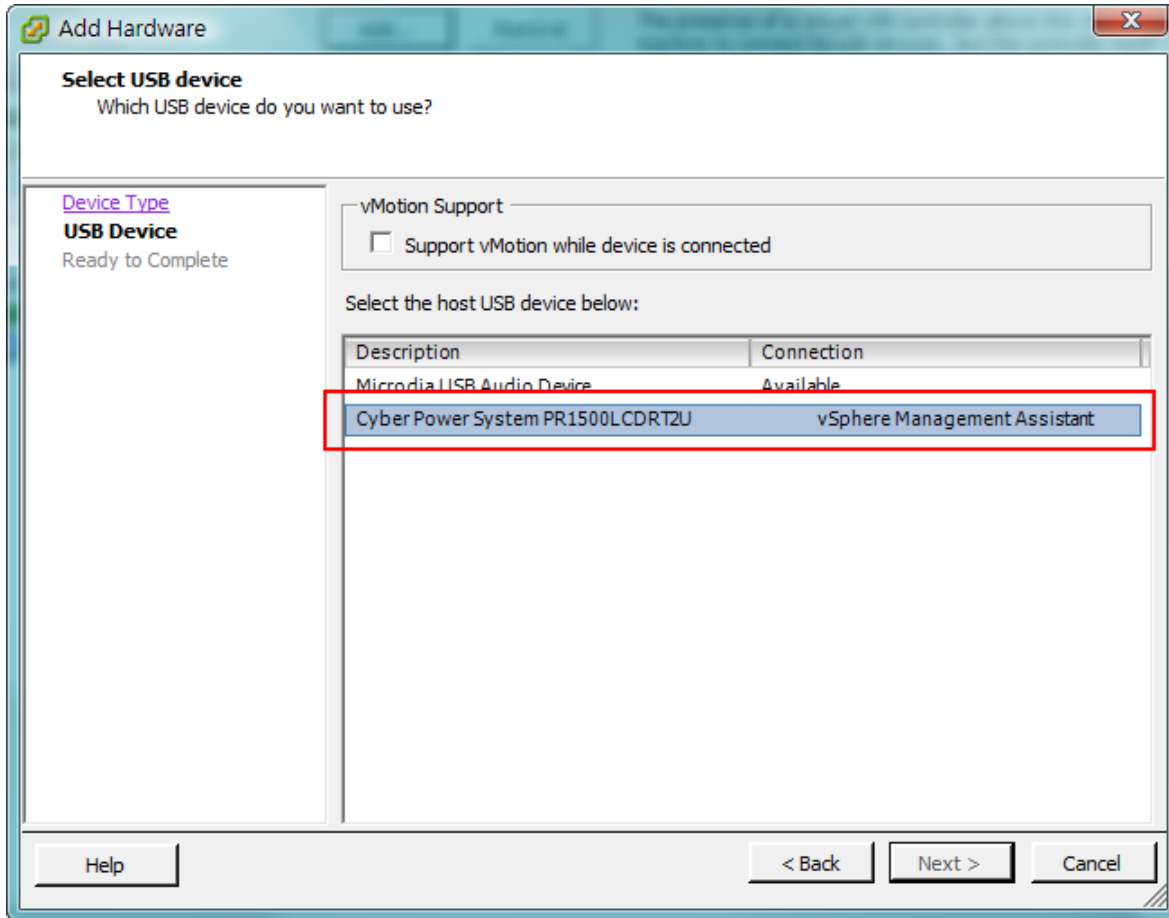 Add Hardware
Select USB device
Which USB device do you want to use?
Device Type
USB Device
Ready to Complete
vMotion Support
Support vMotion while device is connected
Select the host USB device below:
Description Connection
Microdia USB Audio Device Available
Cyber Power System PR1500LCDRT2U vSphere Management Assistant
Help < Back Next > Cancel